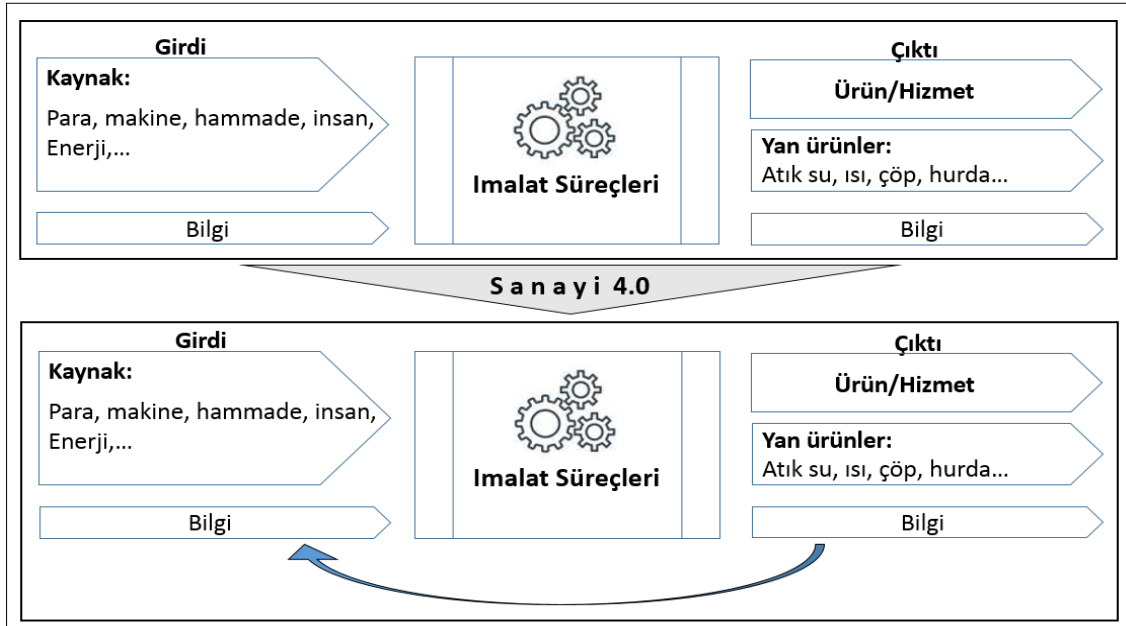 Girdi
Kaynak:
Para, makine, hammade, insan,
Enerji,...
Bilgi
Imalat Süreçleri
Çıktı
Ürün/Hizmet
Yan ürünler:
Atık su, ısı, çöp, hurda...
Bilgi
Sanayi 4.0
Girdi
Kaynak:
Para, makine, hammade, insan,
Enerji,...
Bilgi
Imalat Süreçleri
Çıktı
Ürün/Hizmet
Yan ürünler:
Atık su, ısı, çöp, hurda...
Bilgi